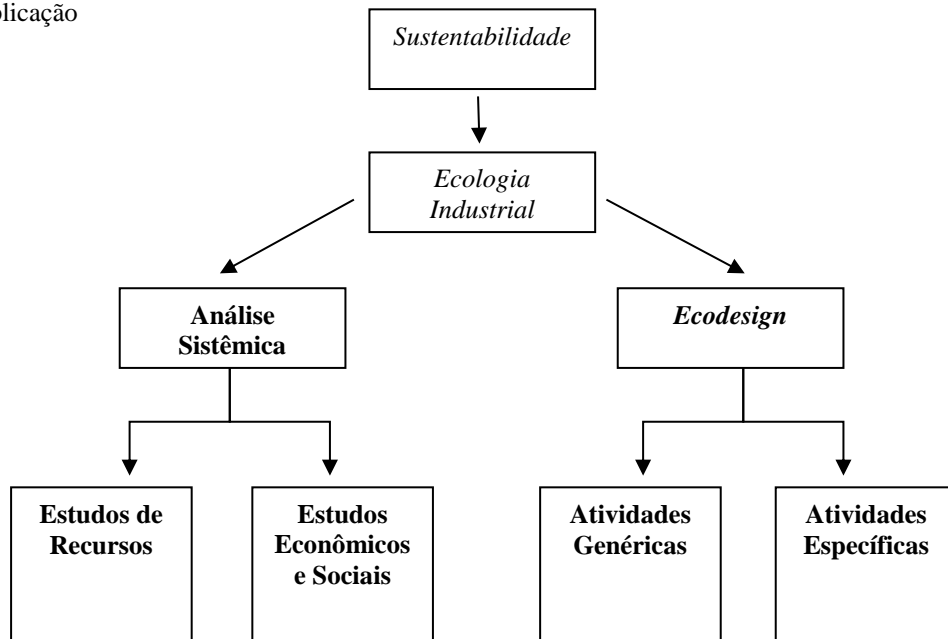 plicação
Sustentabilidade
Ecologia
Industrial
Análise
Sistêmica
Ecodesign
Estudos de
Recursos
Estudos
Econômicos
e Sociais
Atividades
Genéricas
Atividades
Específicas